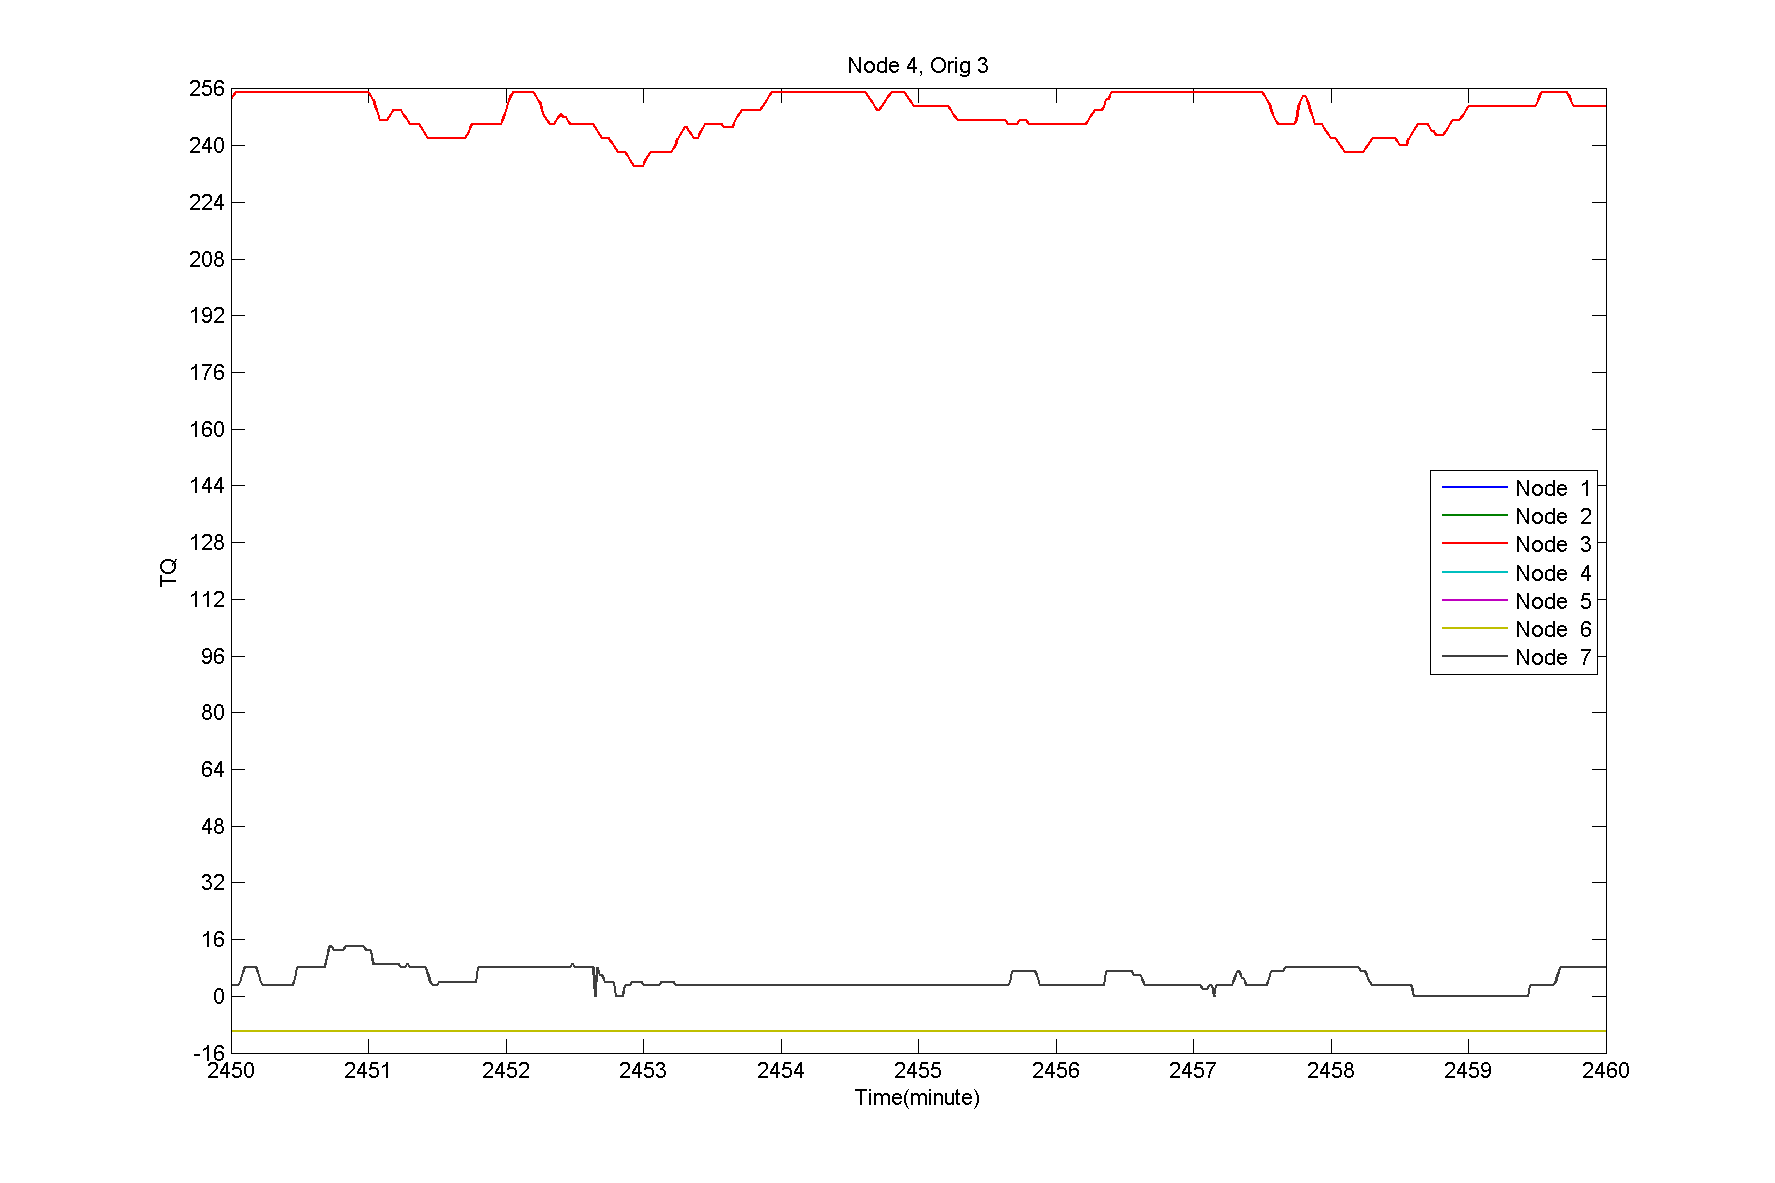 Node 4, Orig 3
256
240
224
208
192
176
160
144
128
112
96
80
64
48
32
16
0
-16
TQ
Node 1
Node 2
Node 3
Node 4
Node 5
Node 6
Node 7
2450 2451 2452 2453 2454 2455 2456 2457 2458 2459 2460
Time(minute)